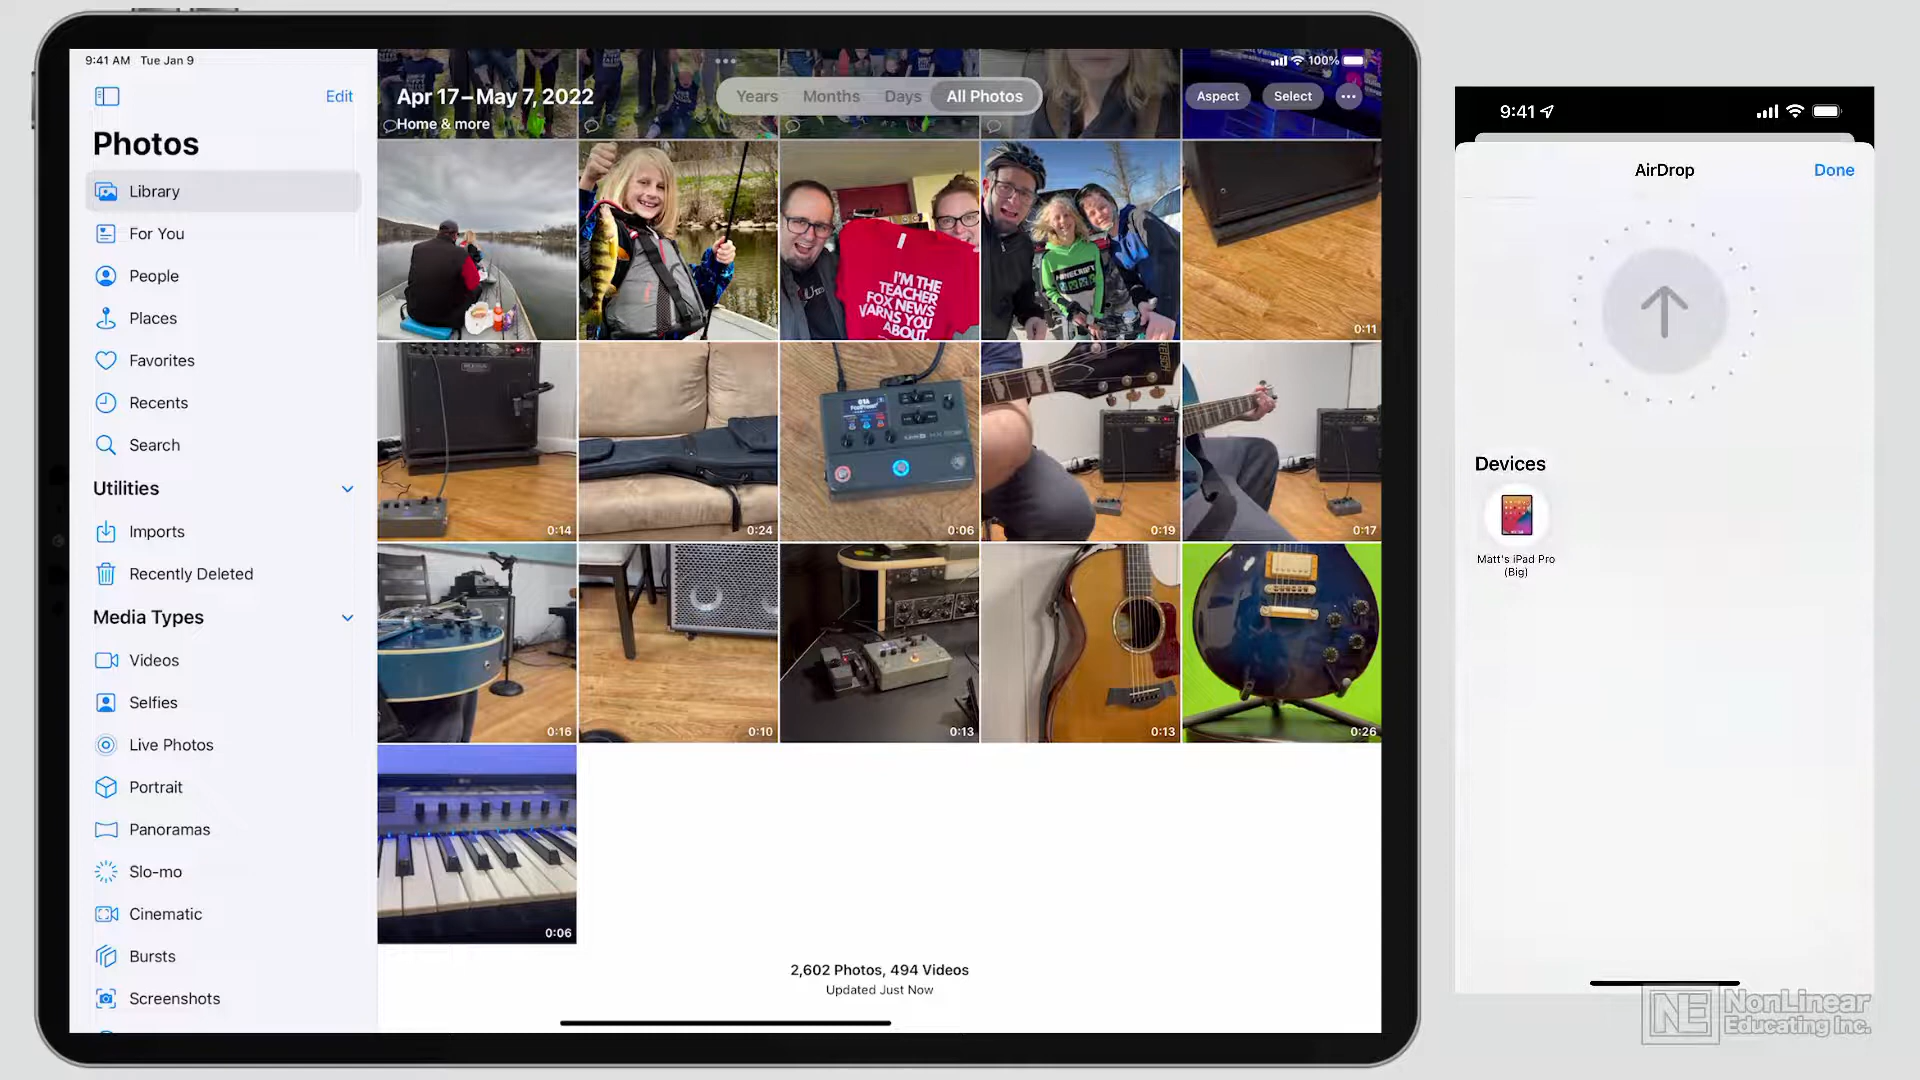 9:41 AM Tue Jan 9
100%
Edit
Photos
Library
For You
People
Places
Favorites
Recents
Search
Utilities
Imports
Recently Deleted
Media Types
Videos
Selfies
Live Photos
Portrait
Panoramas
Slo-mo
Cinematic
Bursts
Screenshots
Apr 17 – May 7, 2022
Home & more
Years Months Days All Photos
Aspect Select
I'M THE
TEACHER
FOX NEWS
WARNS YOU
ABOUT.
MINECRAFT
0:11
0:14
0:24
0:06
0:19
0:17
0:16
0:10
0:13
0:13
0:26
0:06
2,602 Photos, 494 Videos
Updated Just Now
9:41
AirDrop
Done
Devices
Matt's iPad Pro
(Big)
NE NonLinear
Educating Inc.